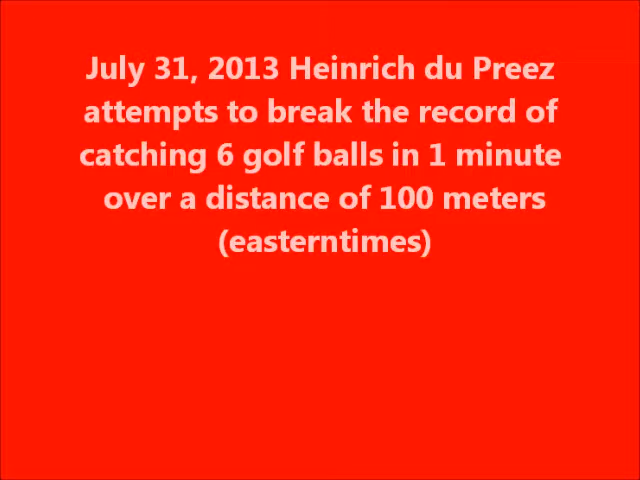 July 31, 2013 Heinrich du Preez
attempts to break the record of
catching 6 golf balls in 1 minute
over a distance of 100 meters
(easterntimes)